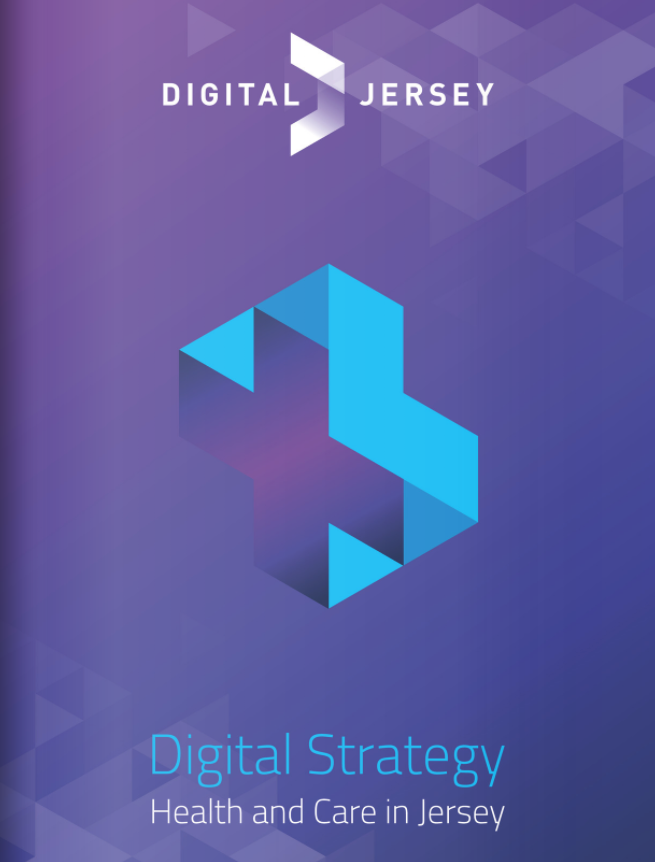 DIGITAL JERSEY
Digital Strategy
Health and Care in Jersey